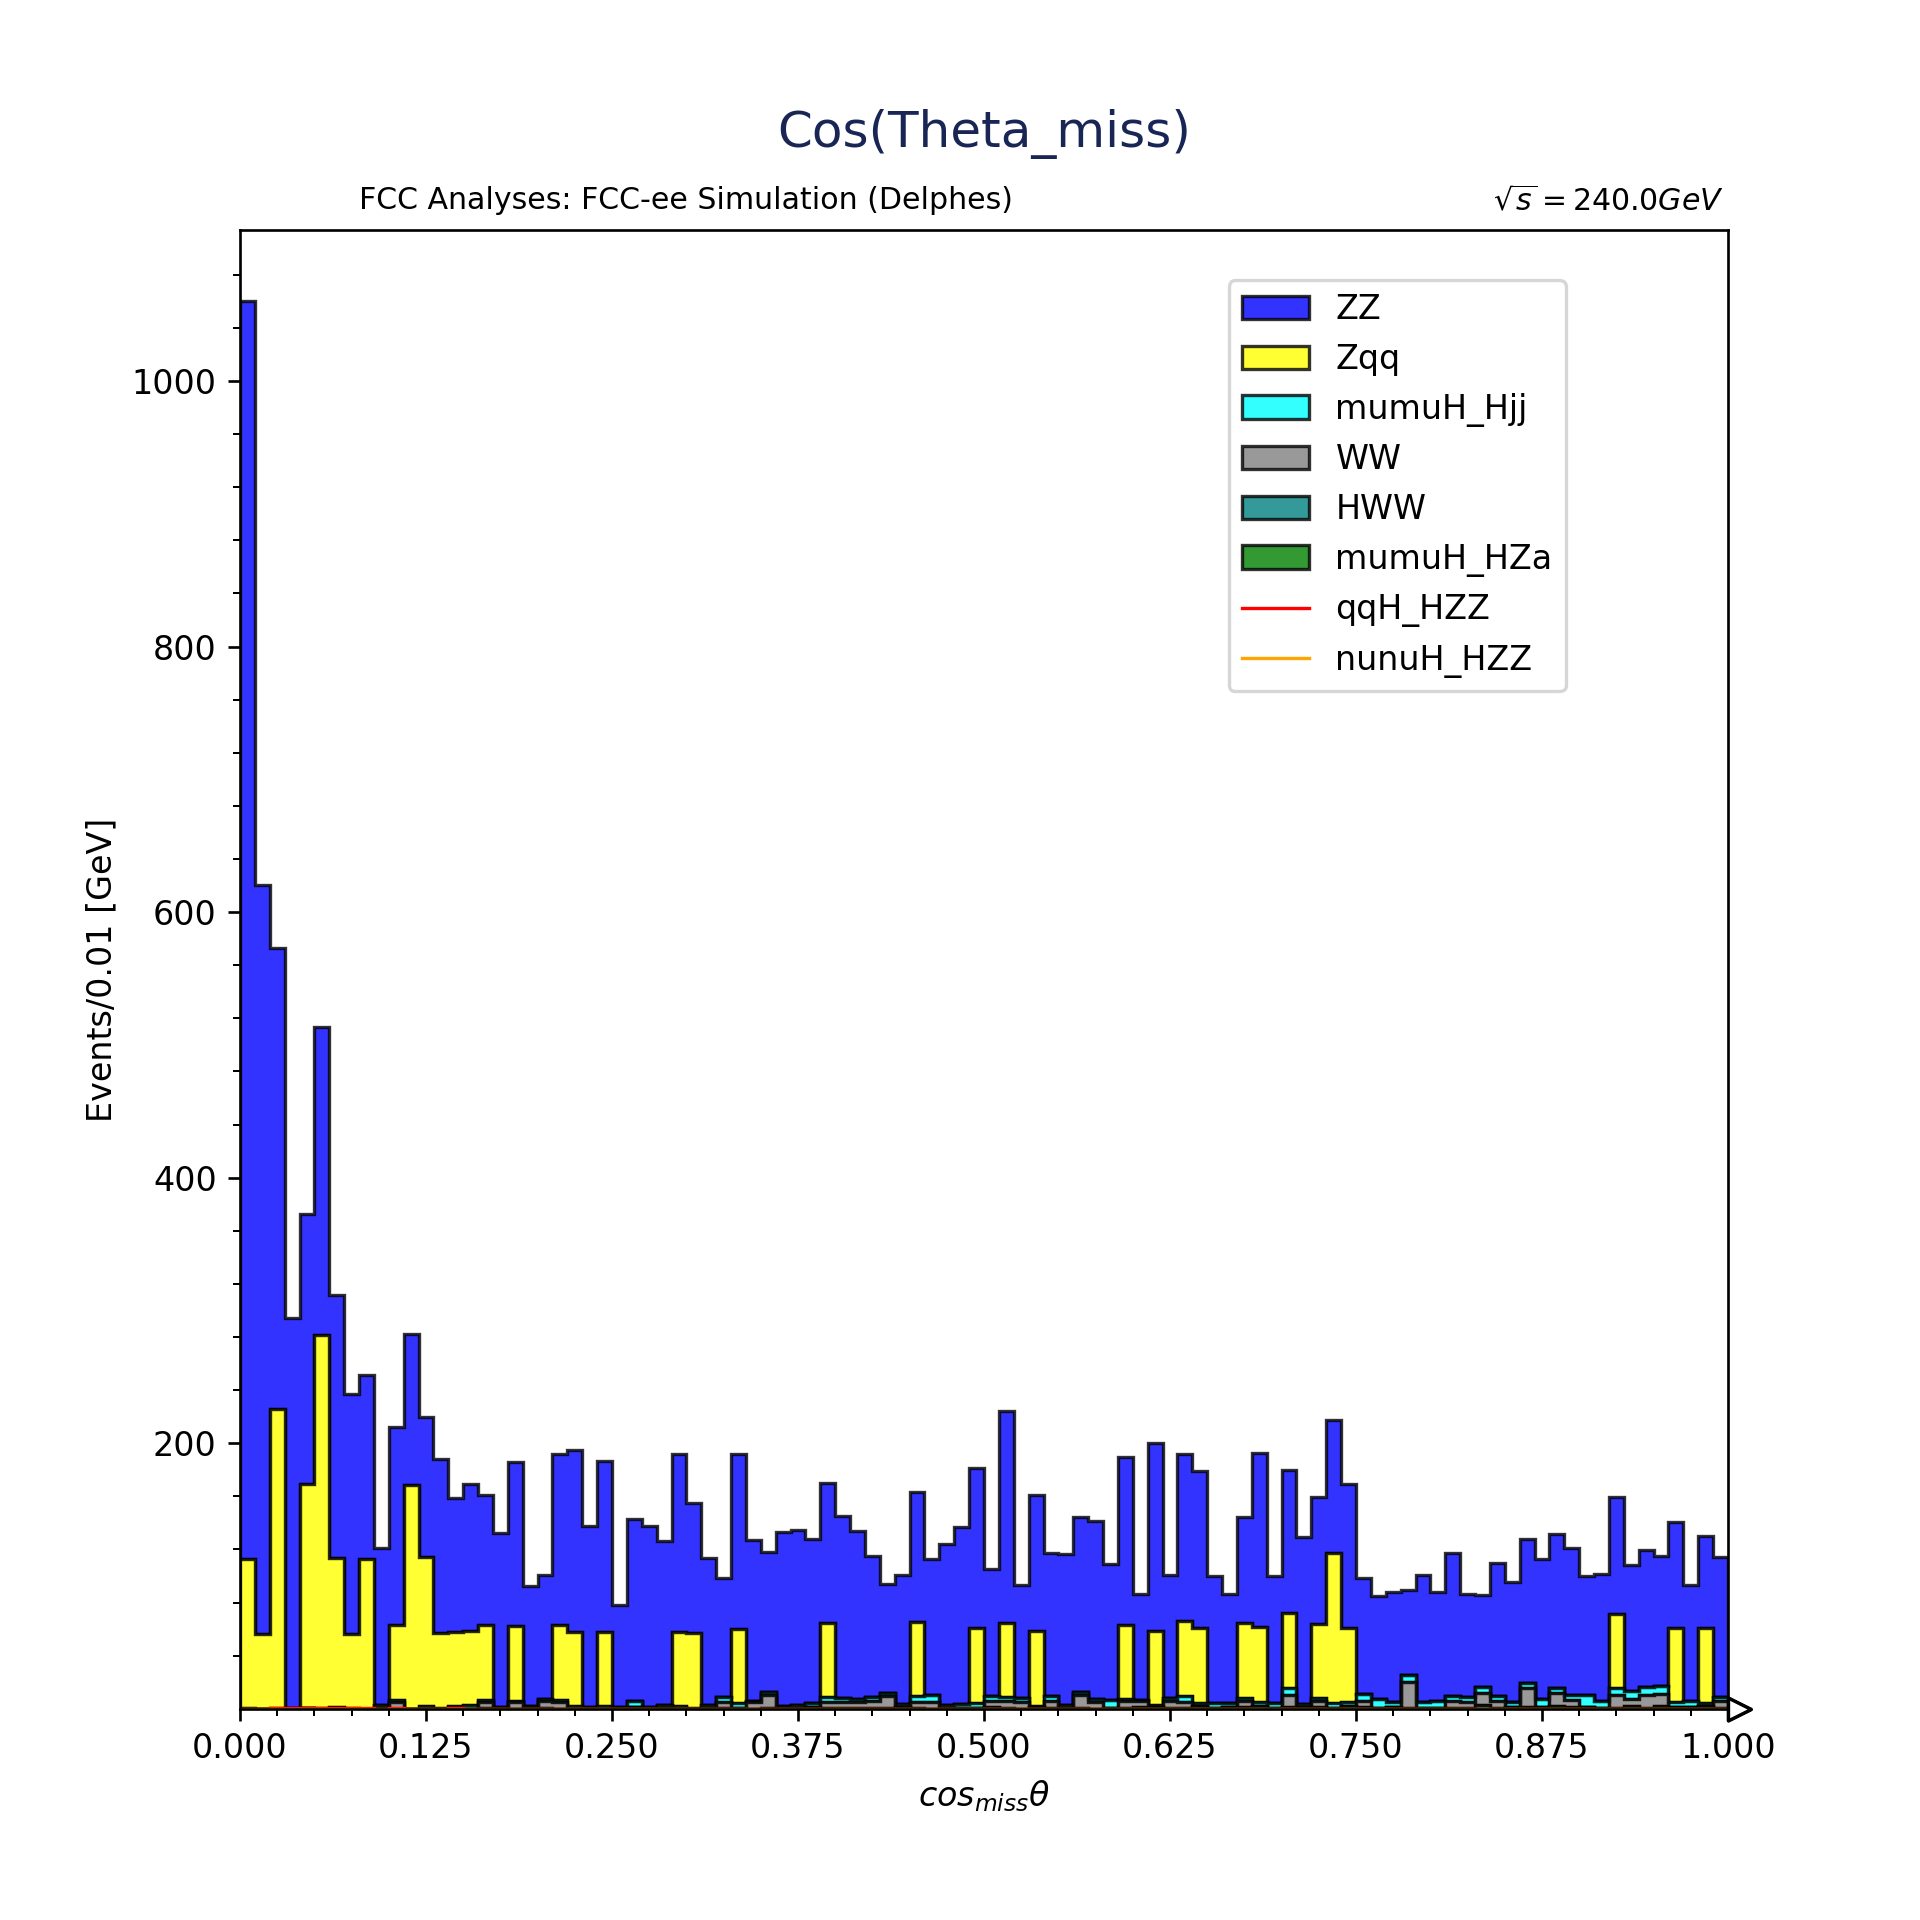 Cos(Theta_miss)
FCC Analyses: FCC-ee Simulation (Delphes)
√s = 240.0GeV
ZZ
Zqq
mumuH_Hjj
WW
HWW
mumuH_HZa
qqH_HZZ
nunuH_HZZ
1000
800
600
400
200
Events/0.01 [GeV]
0.000 0.125 0.250 0.375 0.500 0.625 0.750 0.875 1.000
cos_miss θ